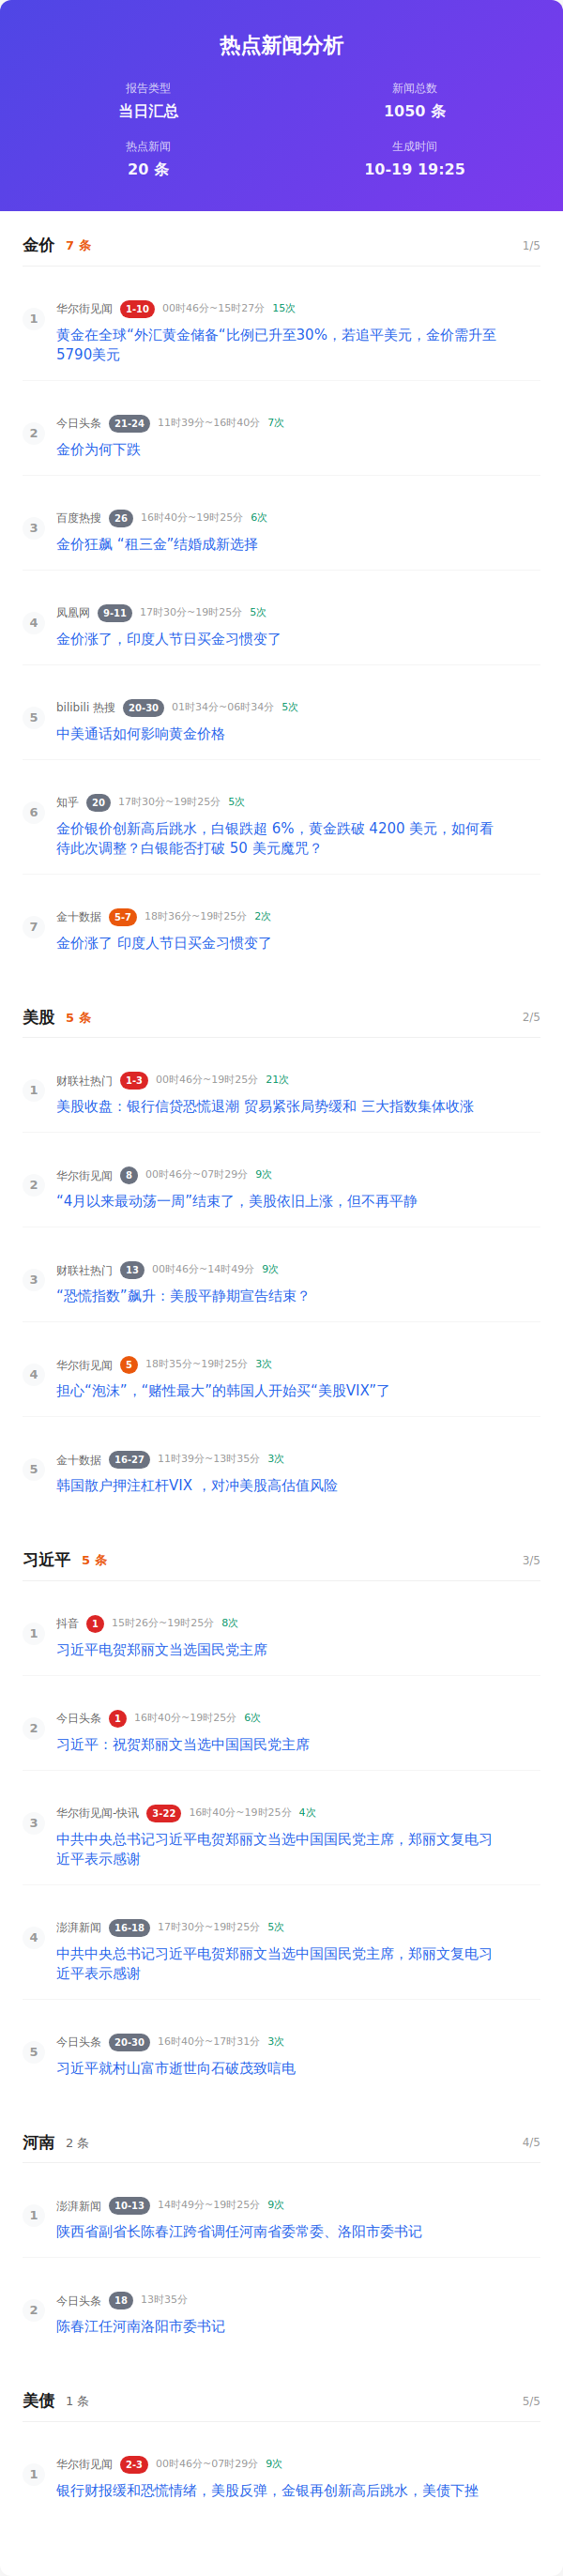 热点新闻分析
报告类型
新闻总数
当日汇总
1050 条
热点新闻
生成时间
20 条
10-19 19:25
金价 7 条 1/5
1
华尔街见闻 1-10 00时46分~15时27分 15次
黄金在全球“外汇黄金储备“比例已升至30%，若追平美元，金价需升至
5790美元
2
今日头条 21-24 11时39分~16时40分 7次
金价为何下跌
3
百度热搜 26 16时40分~19时25分 6次
金价狂飙 “租三金”结婚成新选择
4
凤凰网 9-11 17时30分~19时25分 5次
金价涨了，印度人节日买金习惯变了
5
bilibili 热搜 20-30 01时34分~06时34分 5次
中美通话如何影响黄金价格
6
知乎 20 17时30分~19时25分 5次
金价银价创新高后跳水，白银跌超 6%，黄金跌破 4200 美元，如何看
待此次调整？白银能否打破 50 美元魔咒？
7
金十数据 5-7 18时36分~19时25分 2次
金价涨了 印度人节日买金习惯变了
美股 5 条 2/5
1
财联社热门 1-3 00时46分~19时25分 21次
美股收盘：银行信贷恐慌退潮 贸易紧张局势缓和 三大指数集体收涨
2
华尔街见闻 8 00时46分~07时29分 9次
“4月以来最动荡一周”结束了，美股依旧上涨，但不再平静
3
财联社热门 13 00时46分~14时49分 9次
“恐慌指数”飙升：美股平静期宣告结束？
4
华尔街见闻 5 18时35分~19时25分 3次
担心“泡沫”，“赌性最大”的韩国人开始买“美股VIX”了
5
金十数据 16-27 11时39分~13时35分 3次
韩国散户押注杠杆VIX ，对冲美股高估值风险
习近平 5 条 3/5
1
抖音 1 15时26分~19时25分 8次
习近平电贺郑丽文当选国民党主席
2
今日头条 1 16时40分~19时25分 6次
习近平：祝贺郑丽文当选中国国民党主席
3
华尔街见闻-快讯 3-22 16时40分~19时25分 4次
中共中央总书记习近平电贺郑丽文当选中国国民党主席，郑丽文复电习
近平表示感谢
4
澎湃新闻 16-18 17时30分~19时25分 5次
中共中央总书记习近平电贺郑丽文当选中国国民党主席，郑丽文复电习
近平表示感谢
5
今日头条 20-30 16时40分~17时31分 3次
习近平就村山富市逝世向石破茂致唁电
河南 2 条 4/5
1
澎湃新闻 10-13 14时49分~19时25分 9次
陕西省副省长陈春江跨省调任河南省委常委、洛阳市委书记
2
今日头条 18 13时35分
陈春江任河南洛阳市委书记
美债 1 条 5/5
1
华尔街见闻 2-3 00时46分~07时29分 9次
银行财报缓和恐慌情绪，美股反弹，金银再创新高后跳水，美债下挫